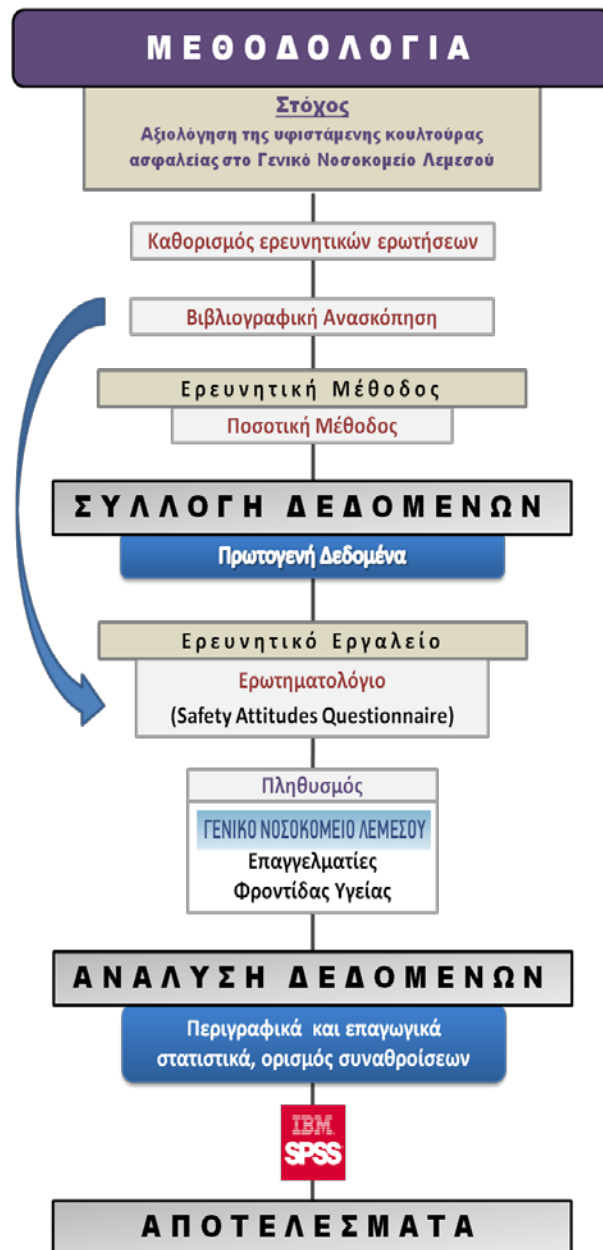 ΜΕΘΟΔΟΛΟΓΙΑ
Στόχος
Αξιολόγηση της υφιστάμενης κουλτούρας
ασφαλείας στο Γενικό Νοσοκομείο Λεμεσού
Καθορισμός ερευνητικών ερωτήσεων
Βιβλιογραφική Ανασκόπηση
Ερευνητική Μέθοδος
Ποσοτική Μέθοδος
ΣΥΛΛΟΓΗ ΔΕΔΟΜΕΝΩΝ
Πρωτογενή Δεδομένα
Ερευνητικό Εργαλείο
Ερωτηματολόγιο
(Safety Attitudes Questionnaire)
Πληθυσμός
ΓΕΝΙΚΟ ΝΟΣΟΚΟΜΕΙΟ ΛΕΜΕΣΟΥ
Επαγγελματίες
Φροντίδας Υγείας
ΑΝΑΛΥΣΗ ΔΕΔΟΜΕΝΩΝ
Περιγραφικά και επαγωγικά
στατιστικά, ορισμός συναθροίσεων
IBM
SPSS
ΑΠΟΤΕΛΕΣΜΑΤΑ